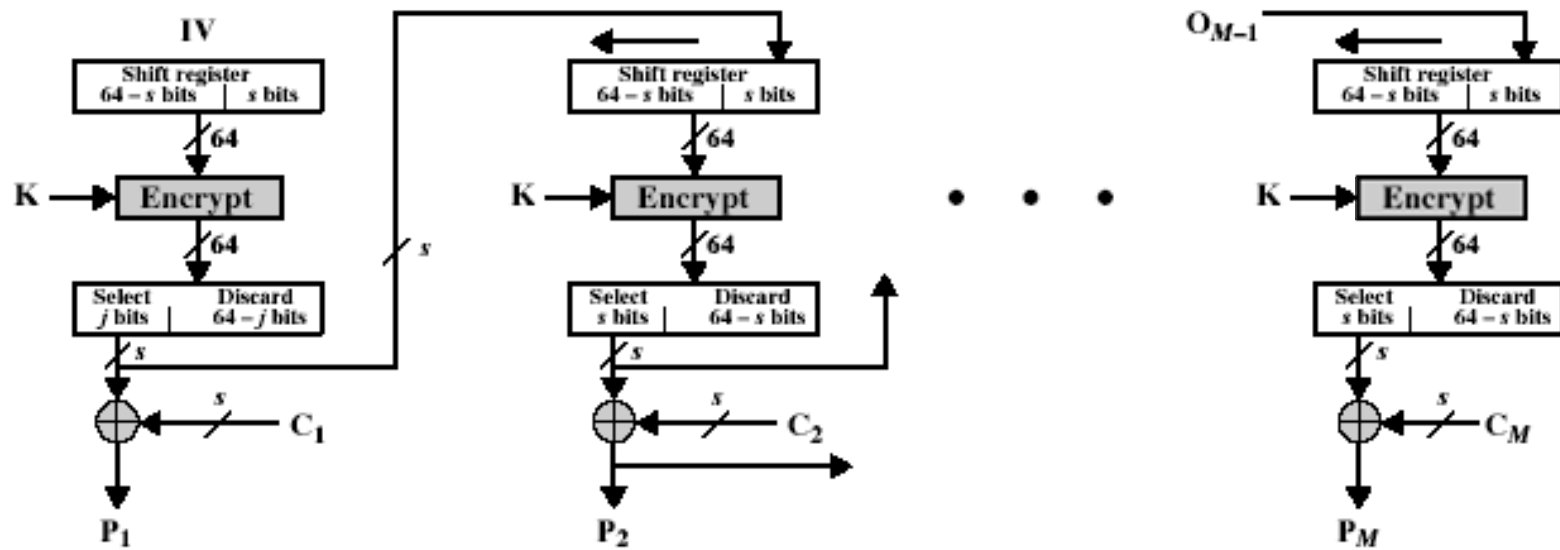 IV
O_{M–1}
Shift register
64 – s bits | s bits
Shift register
64 – s bits | s bits
Shift register
64 – s bits | s bits
64
64
64
K
Encrypt
K
Encrypt
• • •
K
Encrypt
64
s
64
64
Select Discard
j bits | 64 – j bits
Select Discard
s bits | 64 – s bits
Select Discard
s bits | 64 – s bits
s
s
s
s
C₁
s
C₂
s
C_M
P₁
P₂
P_M